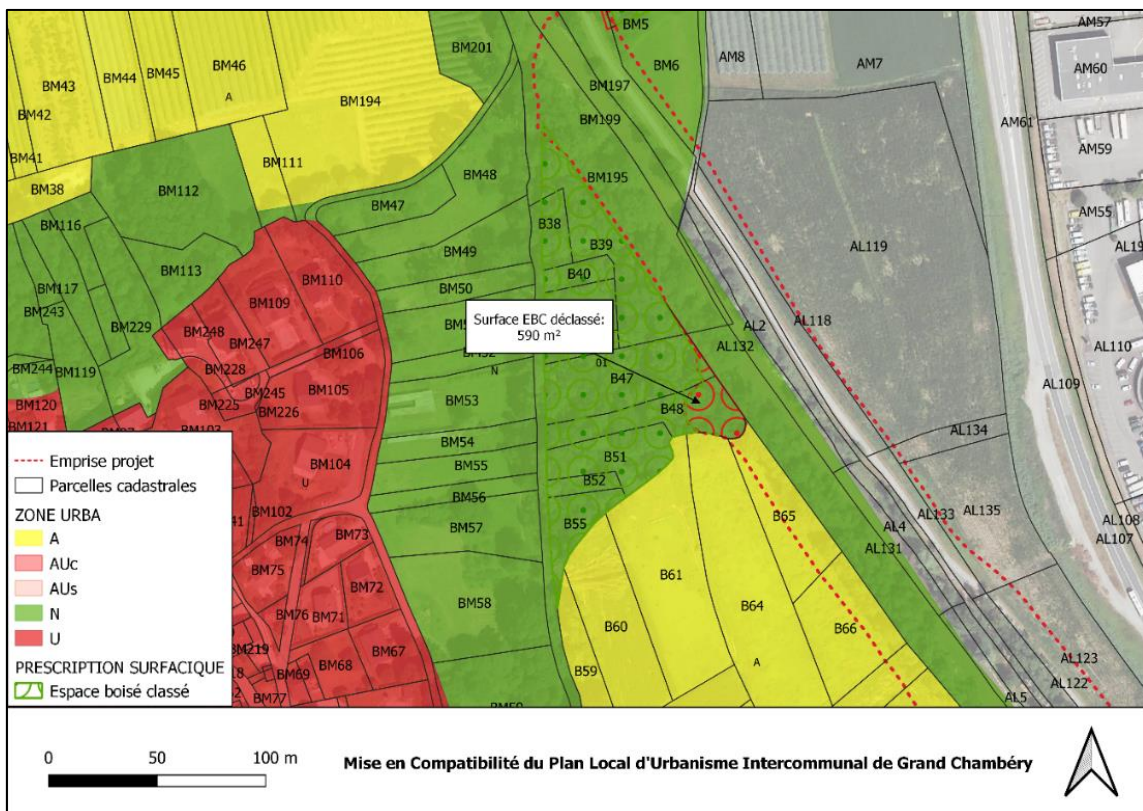 BM43
BM44
BM45
BM46
A
BM42
BM41
BM38
BM194
BM111
BM201
BM5
BM6
BM197
BM199
BM195
AM8
AM7
AM57
AM60
AM61
AM59
AM55
AL19
BM112
BM116
BM113
BM117
BM243
BM229
BM244
BM119
BM120
BM121
BM48
BM47
BM49
BM50
B38
B39
B40
BM110
BM109
BM248
BM247
BM228
BM106
BM245
BM225
BM226
BM105
BM104
U
BM102
Surface EBC déclassé:
590 m²
N
01
BM53
BM54
BM55
BM56
BM57
BM58
B47
B48
B51
B52
B55
AL2
AL132
AL118
AL119
AL109
AL110
AL134
AL135
AL133
AL4
AL131
AL108
AL107
AL123
AL122
AL5
B65
B61
B64
B66
B60
B59
A
BM74
BM73
BM75
BM72
BM76
BM71
BM67
BM68
BM69
BM77
Emprise projet
Parcelles cadastrales
ZONE URBA
A
AUc
AUs
N
U
PRESCRIPTION SURFACIQUE
Espace boisé classé
0 50 100 m
Mise en Compatibilité du Plan Local d'Urbanisme Intercommunal de Grand Chambéry